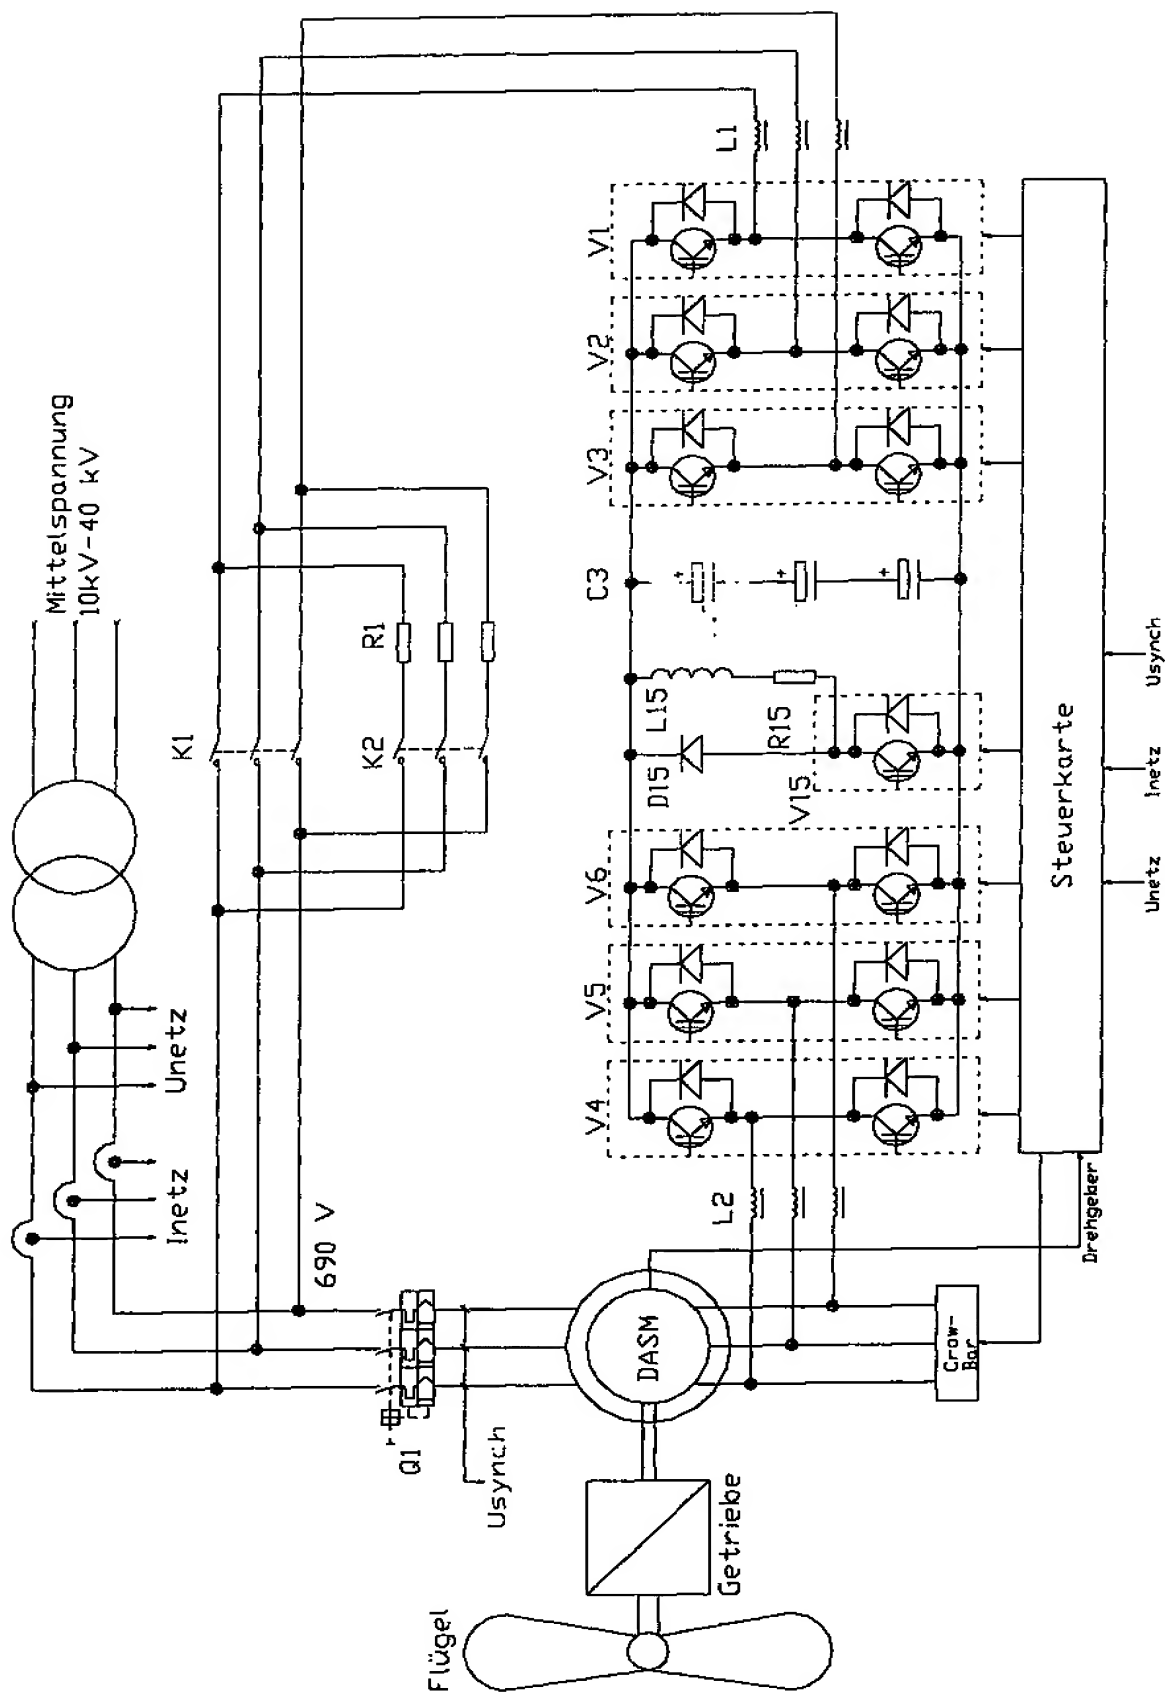 Mittelspannung
10kV-40 kV
K1
K2
R1
L1
V1
V2
V3
C3
L15
R15
D15
V15
V6
V5
V4
L2
Unetz
Inetz
690 V
Q1
Usynch
DASM
Getriebe
Flügel
Crow-
Bar
Drehgeber
Steuerkarte
Usynch
Inetz
Unetz